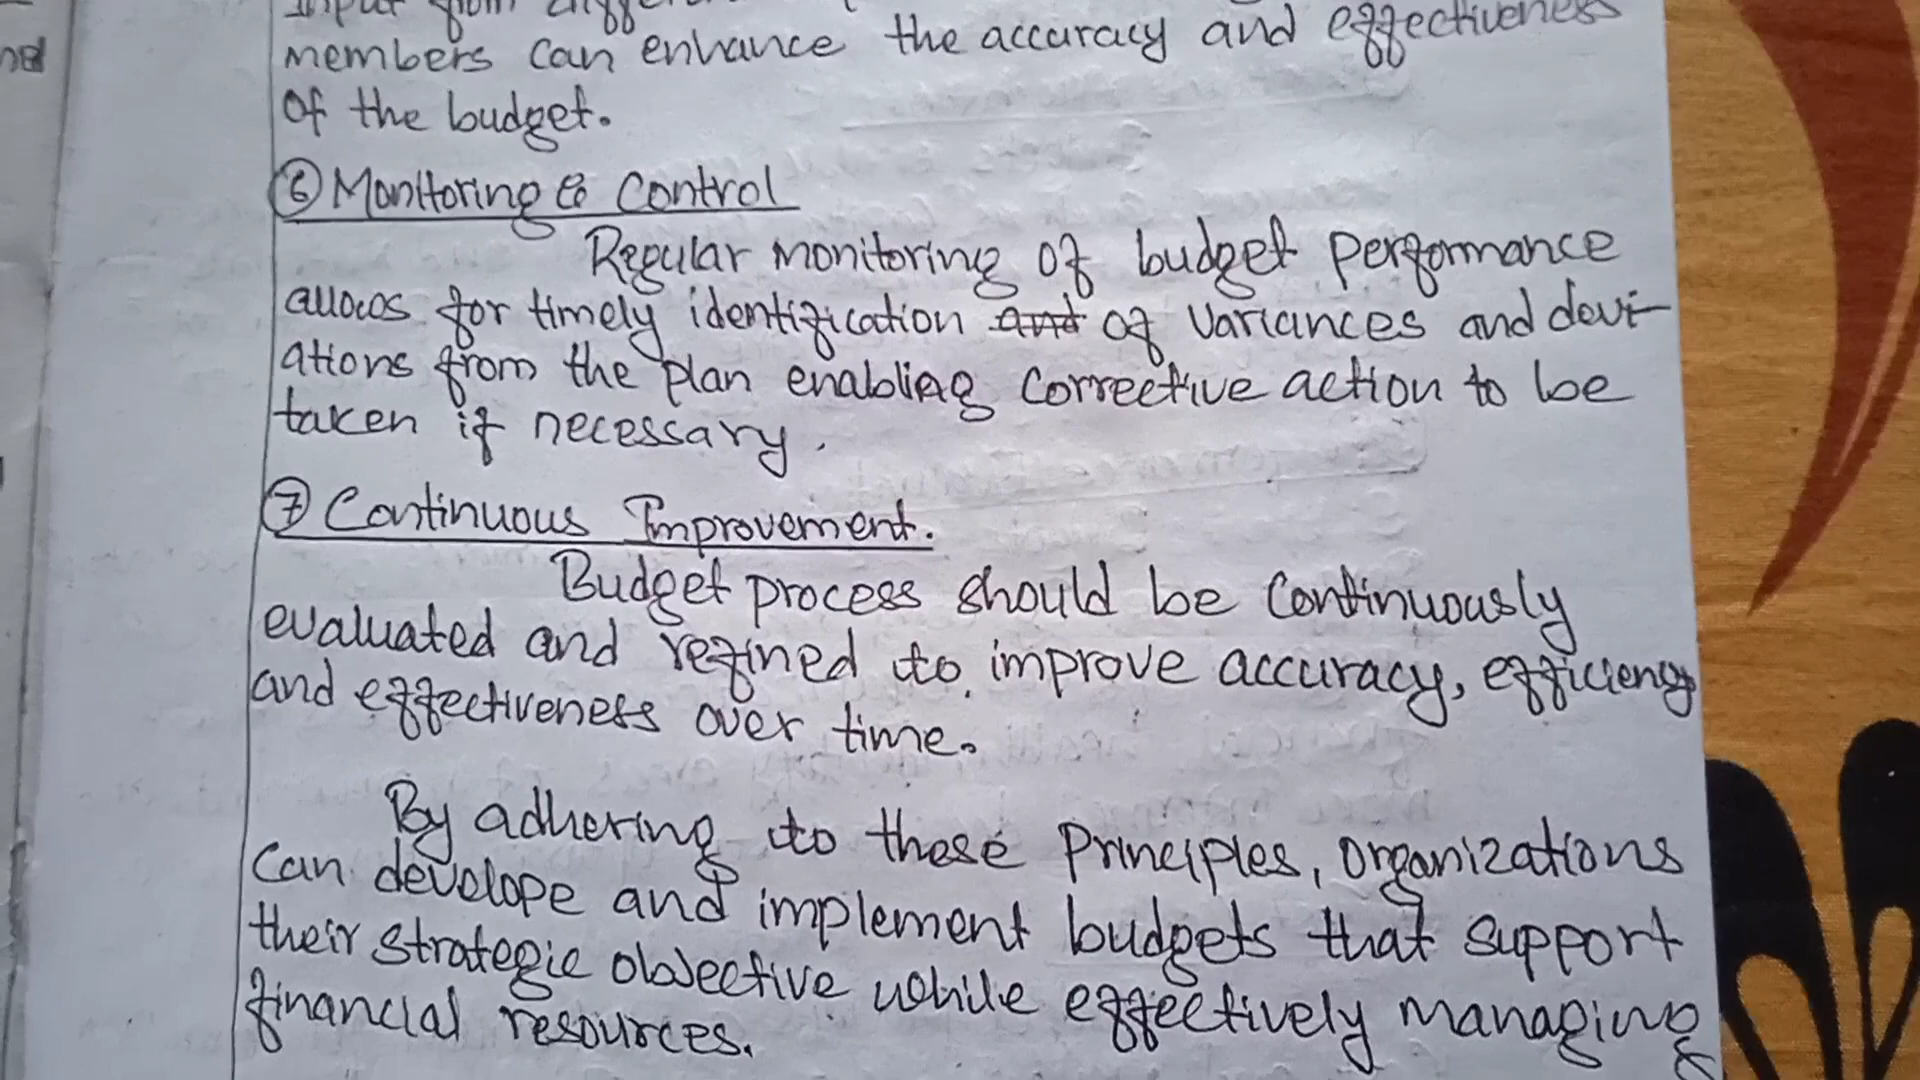 Input from
members can enhance the accuracy and effectiveness
of the budget.
⑥ Monitoring & Control
Regular monitoring of budget performance
allows for timely identification and of variances and devi-
ations from the plan enabling corrective action to be
taken if necessary.
⑦ Continuous Improvement.
Budget process should be continuously
evaluated and refined to improve accuracy, efficiency
and effectiveness over time.
By adhering to these principles, organizations
can develope and implement budgets that support
their strategic objective while effectively managing
financial resources.